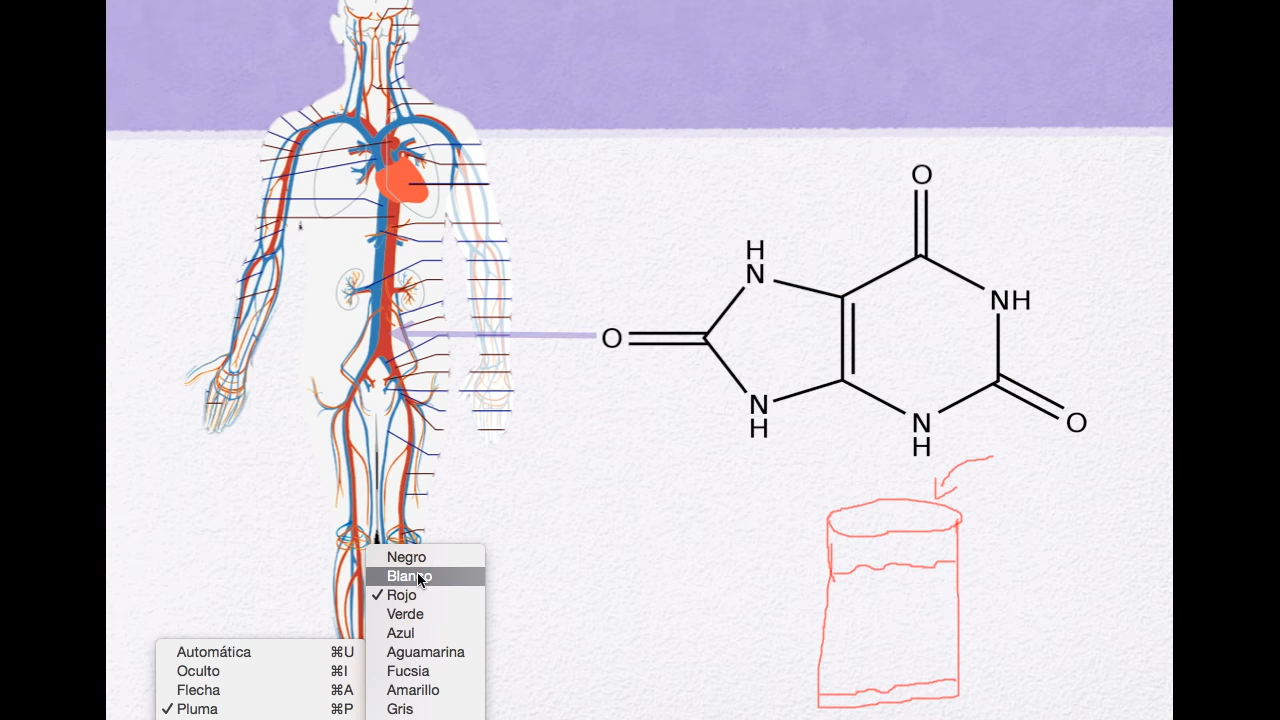 O
H
N
NH
O
N
H
N
H
O
Negro
Blanco
✓ Rojo
Verde
Azul
Automática ⌘U
Aguamarina
Oculto ⌘I
Fucsia
Flecha ⌘A
Amarillo
✓ Pluma ⌘P
Gris